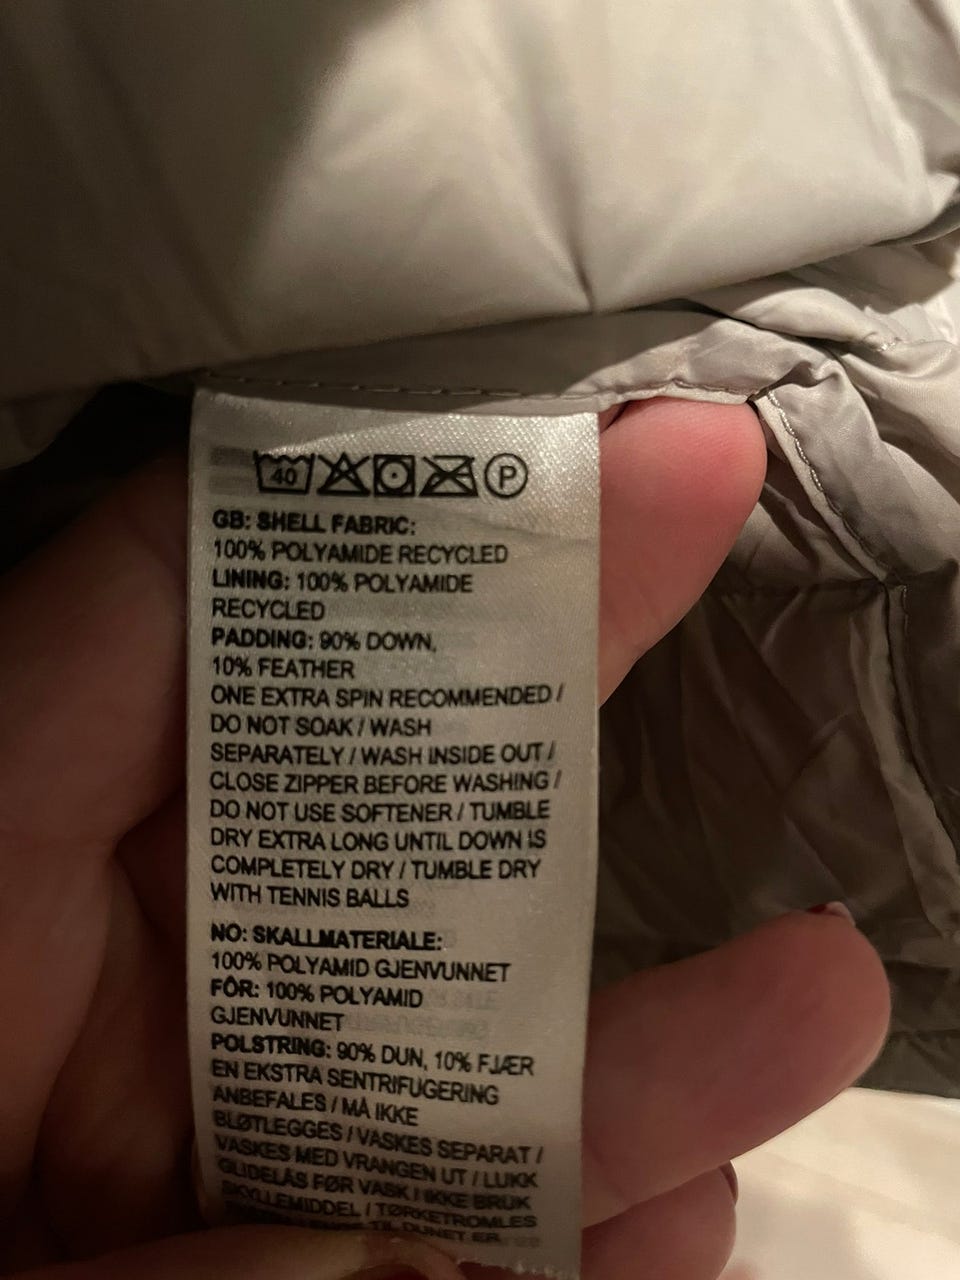 40 P
GB: SHELL FABRIC:
100% POLYAMIDE RECYCLED
LINING: 100% POLYAMIDE
RECYCLED
PADDING: 90% DOWN,
10% FEATHER
ONE EXTRA SPIN RECOMMENDED /
DO NOT SOAK / WASH
SEPARATELY / WASH INSIDE OUT /
CLOSE ZIPPER BEFORE WASHING /
DO NOT USE SOFTENER / TUMBLE
DRY EXTRA LONG UNTIL DOWN IS
COMPLETELY DRY / TUMBLE DRY
WITH TENNIS BALLS
NO: SKALLMATERIALE:
100% POLYAMID GJENVUNNET
FÔR: 100% POLYAMID
GJENVUNNET
POLSTRING: 90% DUN, 10% FJÆR
EN EKSTRA SENTRIFUGERING
ANBEFALES / MÅ IKKE
BLØTLEGGES / VASKES SEPARAT /
VASKES MED VRANGEN UT / LUKK
GLIDELÅS FØR VASK / IKKE BRUK
SKYLLEMIDDEL / TØRKETROMLES
TIL DUNET ER